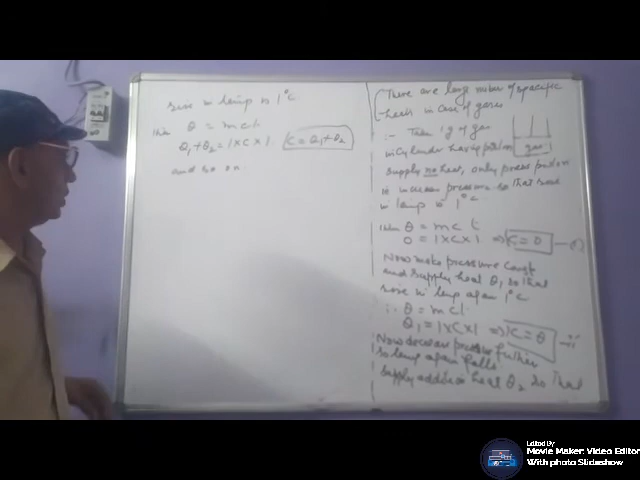 rise in temp is 1°C
then θ = mct
θ1+θ2 = 1×C×1 C = θ1+θ2
and so on
There are large number of specific
heats in case of gases
:- Take 1g of gas
in Cylinder having piston
gas
supply no heat, only press piston
to increase pressure so that
in temp is 1°C
then θ = mc t
0 = 1×C×1 ⇒ C = 0 —(i)
Now make pressure
and supply heat θ1 so that
rise in temp again 1°C
∴ θ = mct
θ1 = 1×C×1 ⇒ C = θ —ii
Now decrease pressure further
so temp again falls
supply heat θ2 so that
Edited By
Movie Maker: Video Editor
With photo Slideshow